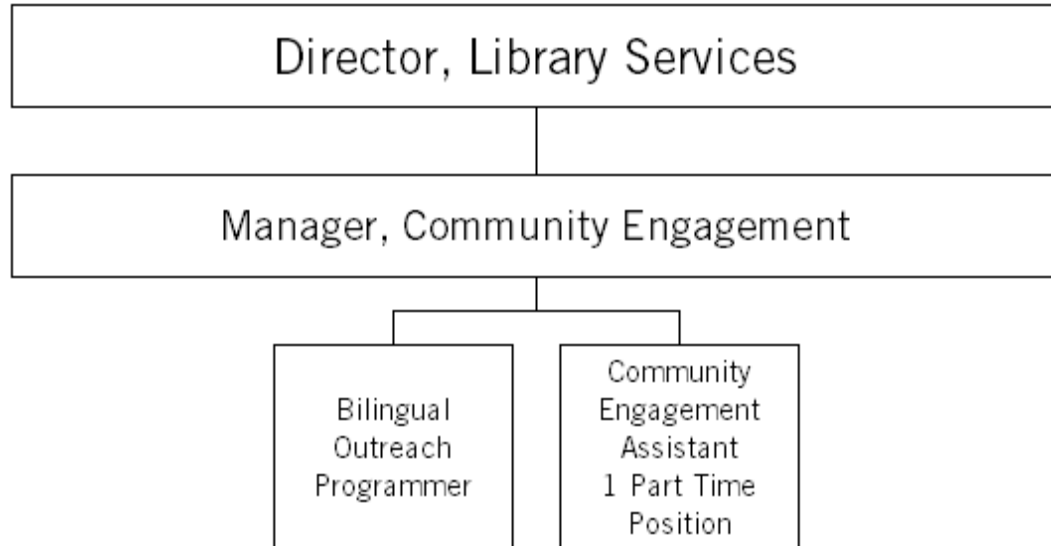 Director, Library Services
Manager, Community Engagement
Bilingual
Outreach
Programmer
Community
Engagement
Assistant
1 Part Time
Position